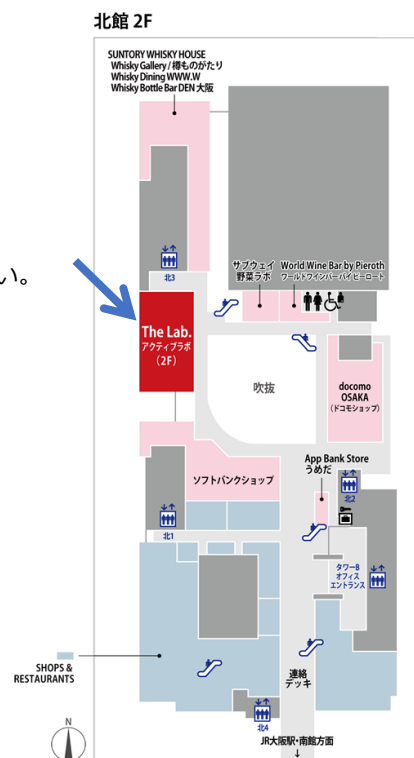 北館 2F
SUNTORY WHISKY HOUSE
Whisky Gallery / 樽ものがたり
Whisky Dining WWW.W
Whisky Bottle Bar DEN 大阪
い。
北3
サブウェイ
野菜ラボ
World Wine Bar by Pieroth
ワールドワインバー バイ ピーロート
The Lab.
アクティブラボ
(2F)
吹抜
docomo
OSAKA
(ドコモショップ)
App Bank Store
うめだ
ソフトバンクショップ
北2
北1
タワーB
オフィス
エントランス
SHOPS &
RESTAURANTS
連絡
デッキ
北4
N
JR大阪駅・南館方面
↓